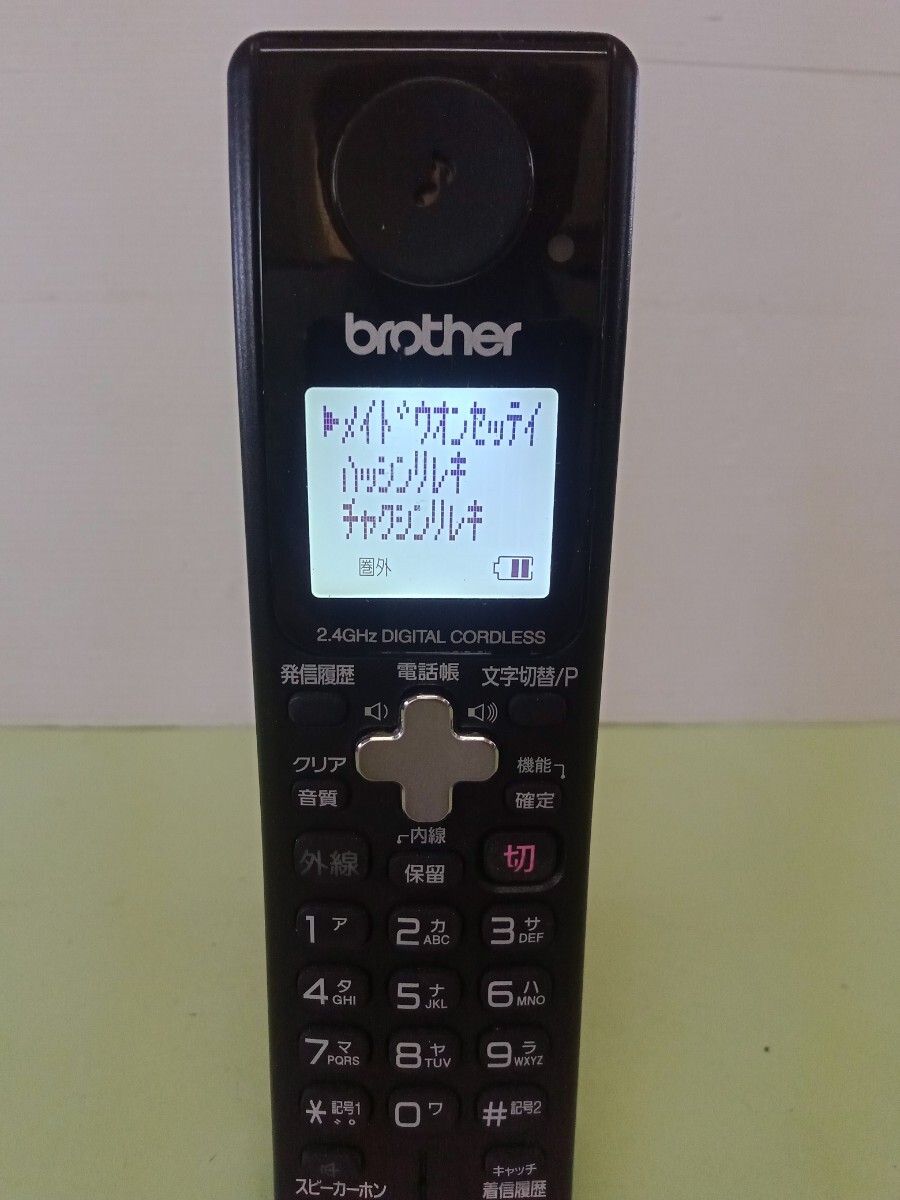 brother
▶メイドウオンセッテイ
ハッシンリレキ
チャクシンリレキ
圏外
2.4GHz DIGITAL CORDLESS
発信履歴 電話帳 文字切替/P
クリア 機能
音質 確定
内線
外線 保留 切
1 ア 2 カ ABC 3 サ DEF
4 タ GHI 5 ナ JKL 6 ハ MNO
7 マ PQRS 8 ヤ TUV 9 ラ WXYZ
* 記号1 ゛゜ 0 ワ # 記号2
キャッチ
スピーカーホン 着信履歴